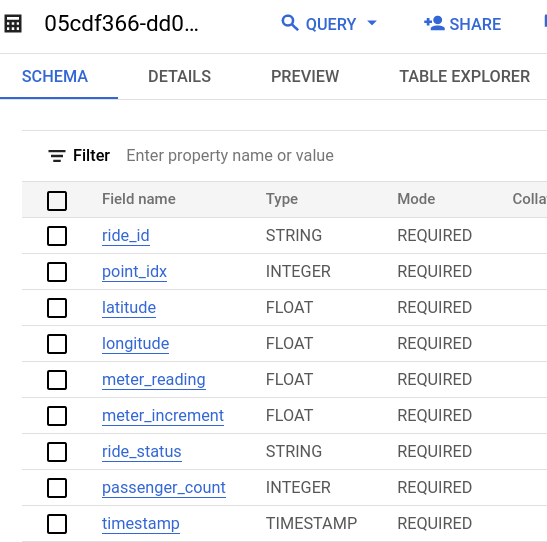 05cdf366-dd0... QUERY SHARE
SCHEMA DETAILS PREVIEW TABLE EXPLORER
Filter Enter property name or value
Field name Type Mode Colla
ride_id STRING REQUIRED
point_idx INTEGER REQUIRED
latitude FLOAT REQUIRED
longitude FLOAT REQUIRED
meter_reading FLOAT REQUIRED
meter_increment FLOAT REQUIRED
ride_status STRING REQUIRED
passenger_count INTEGER REQUIRED
timestamp TIMESTAMP REQUIRED